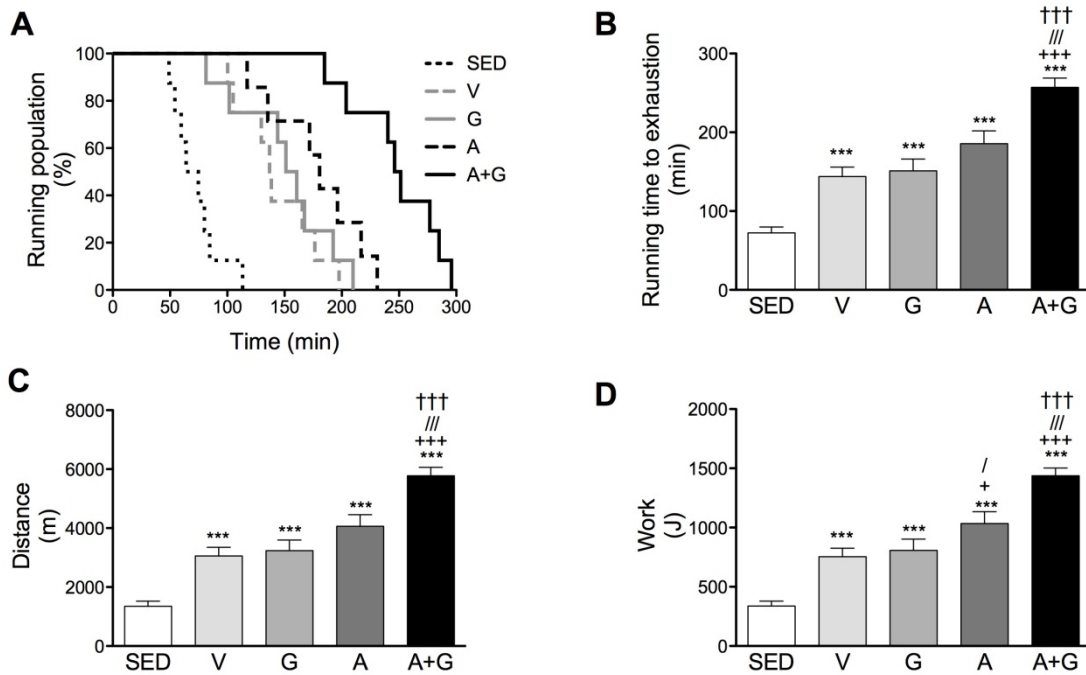 A
Running population
(%)
100
80
60
40
20
0
0 50 100 150 200 250 300
Time (min)
SED
V
G
A
A+G
B
Running time to exhaustion
(min)
300
200
100
0
***
***
***
†††
///
+++
***
SED V G A A+G
C
Distance
(m)
8000
6000
4000
2000
0
***
***
***
†††
///
+++
***
SED V G A A+G
D
Work
(J)
2000
1500
1000
500
0
***
***
/
+
***
†††
///
+++
***
SED V G A A+G